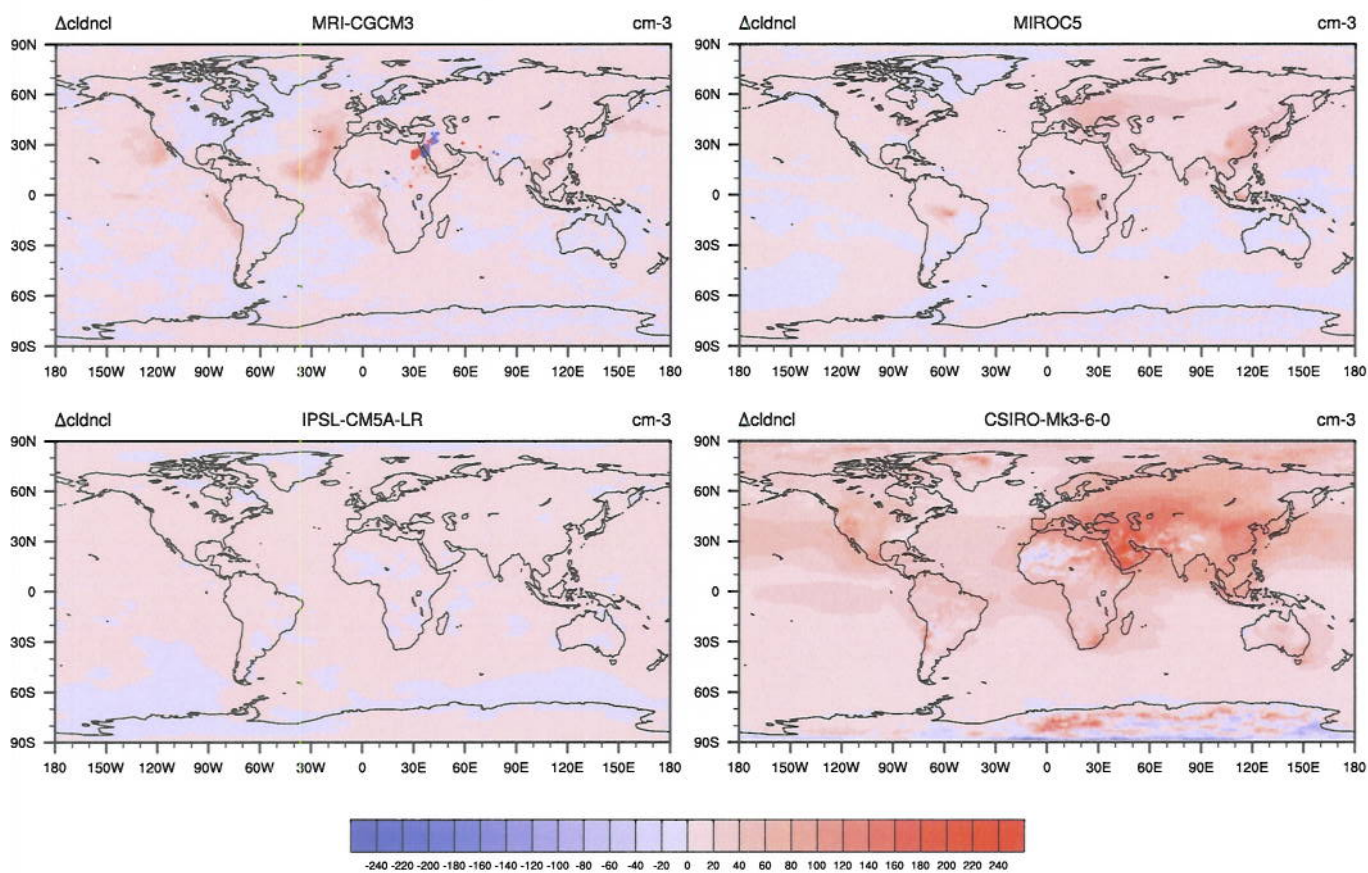 Δcldncl MRI-CGCM3 cm-3
90N
60N
30N
0
30S
60S
90S
180 150W 120W 90W 60W 30W 0 30E 60E 90E 120E 150E 180
Δcldncl MIROC5 cm-3
90N
60N
30N
0
30S
60S
90S
180 150W 120W 90W 60W 30W 0 30E 60E 90E 120E 150E 180
Δcldncl IPSL-CM5A-LR cm-3
90N
60N
30N
0
30S
60S
90S
180 150W 120W 90W 60W 30W 0 30E 60E 90E 120E 150E 180
Δcldncl CSIRO-Mk3-6-0 cm-3
90N
60N
30N
0
30S
60S
90S
180 150W 120W 90W 60W 30W 0 30E 60E 90E 120E 150E 180
-240 -220 -200 -180 -160 -140 -120 -100 -80 -60 -40 -20 0 20 40 60 80 100 120 140 160 180 200 220 240